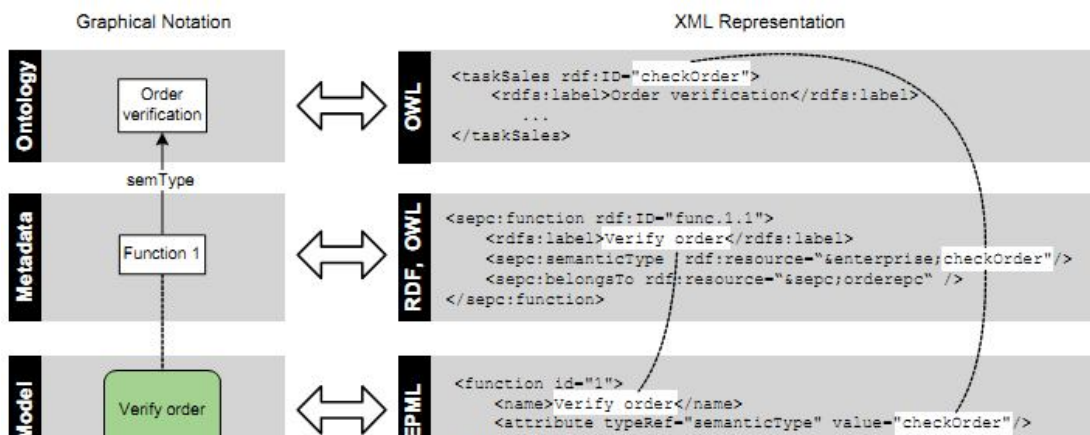 Graphical Notation
XML Representation
Ontology
Order
verification
semType
OWL
<taskSales rdf:ID="checkOrder">
<rdfs:label>Order verification</rdfs:label>
...
</taskSales>
Metadata
Function 1
RDF, OWL
<sepc:function rdf:ID="func.1.1">
<rdfs:label>Verify order</rdfs:label>
<sepc:semanticType rdf:resource="&enterprise;checkOrder"/>
<sepc:belongsTo rdf:resource="&sepc;orderepc" />
</sepc:function>
Model
Verify order
EPML
<function id="1">
<name>Verify order</name>
<attribute typeRef="semanticType" value="checkOrder"/>